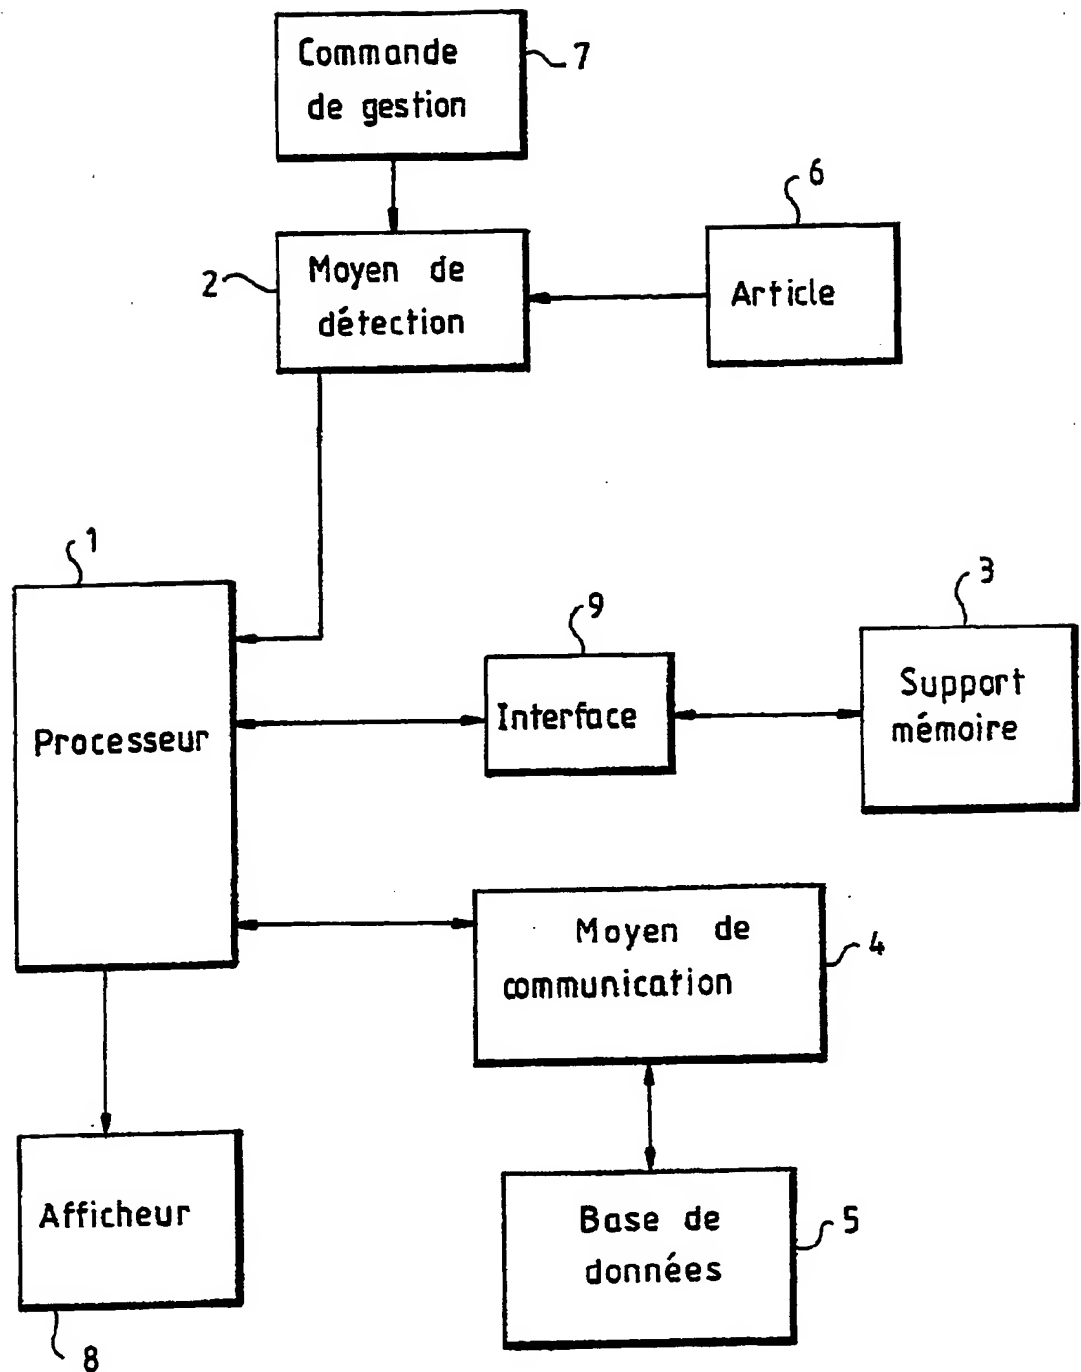 Commande
de gestion
7
6
2
Moyen de
détection
Article
1
9
3
Processeur
Interface
Support
mémoire
Moyen de
communication
4
Afficheur
Base de
données
5
8